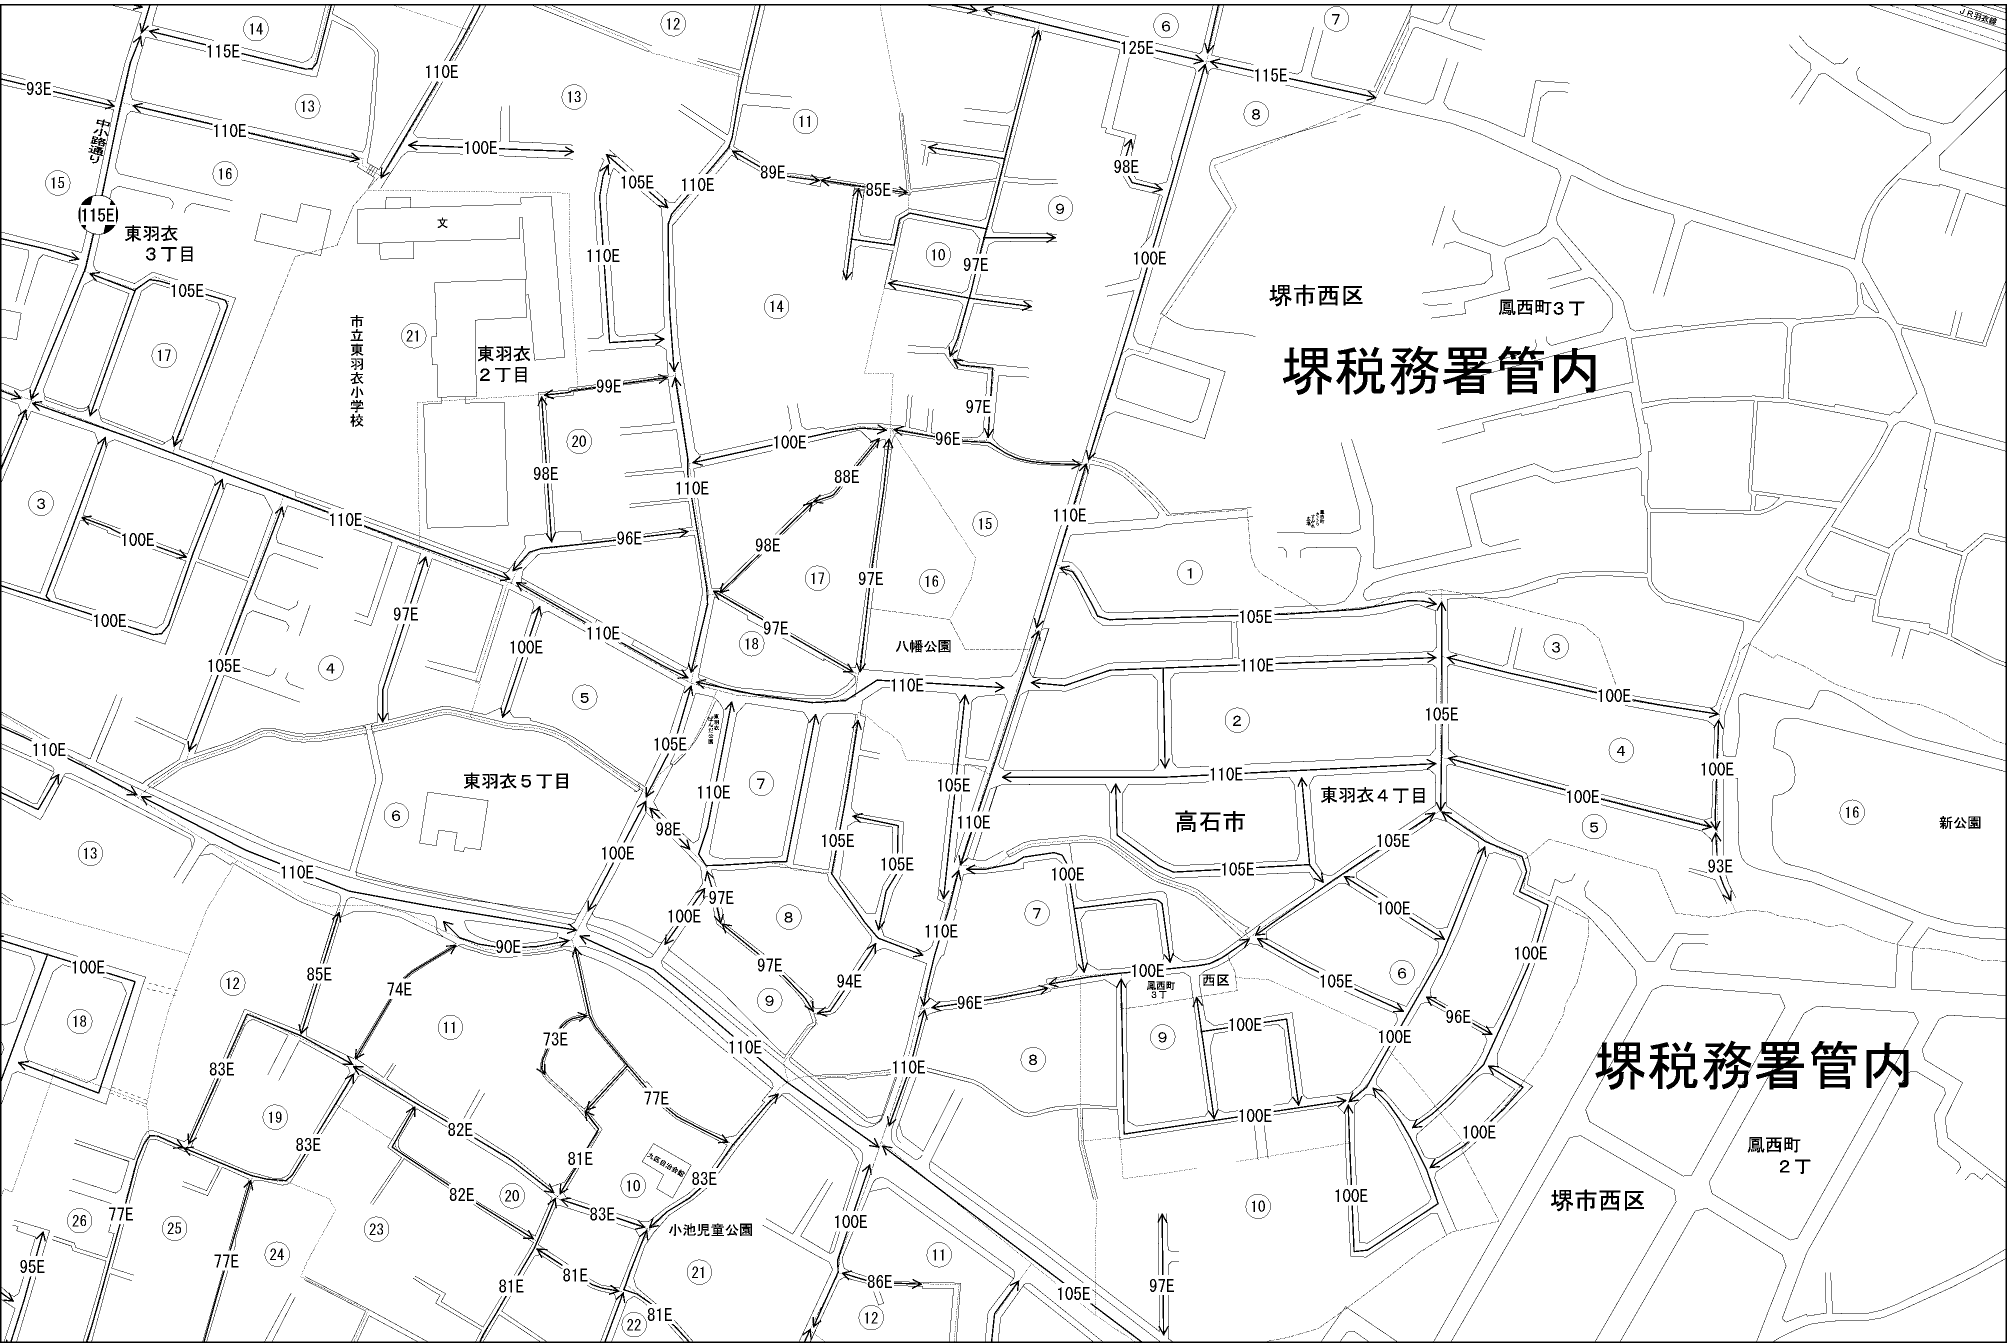 ＪＲ羽衣線
⑫
⑥
⑦
⑭
125E
115E
110E
115E
93E
⑬
⑬
⑪
⑧
中小路通り
110E
100E
98E
89E
85E
⑯
⑮
105E
110E
⑨
115E
文
東羽衣
３丁目
110E
⑩
97E
100E
105E
堺市西区
鳳西町３丁
⑭
市立東羽衣小学校
㉑
⑰
東羽衣
２丁目
堺税務署管内
99E
97E
⑳
100E
96E
98E
88E
110E
③
110E
110E
⑮
100E
96E
98E
97E
⑰
⑯
①
97E
100E
105E
110E
97E
100E
⑱
八幡公園
③
105E
④
110E
⑤
110E
100E
②
105E
110E
105E
④
東羽衣５丁目
⑦
110E
105E
110E
100E
100E
東羽衣４丁目
⑥
98E
110E
高石市
⑤
⑯
新公園
105E
105E
100E
105E
105E
93E
⑬
110E
97E
100E
100E
100E
⑧
⑦
110E
90E
100E
100E
85E
97E
94E
100E
105E
⑥
74E
⑫
鳳西町
３丁
西区
⑨
96E
96E
⑱
⑪
100E
⑨
100E
73E
110E
⑧
110E
堺税務署管内
83E
77E
⑲
82E
83E
100E
100E
81E
九区自治会館
83E
⑩
鳳西町
２丁
82E
⑳
100E
堺市西区
77E
㉖
㉕
㉓
83E
小池児童公園
100E
⑩
㉔
77E
95E
81E
81E
㉑
⑪
86E
97E
105E
81E
㉒
⑫